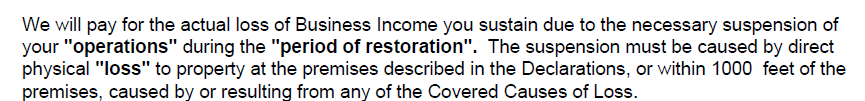 We will pay for the actual loss of Business Income you sustain due to the necessary suspension of
your "operations" during the "period of restoration". The suspension must be caused by direct
physical "loss" to property at the premises described in the Declarations, or within 1000 feet of the
premises, caused by or resulting from any of the Covered Causes of Loss.